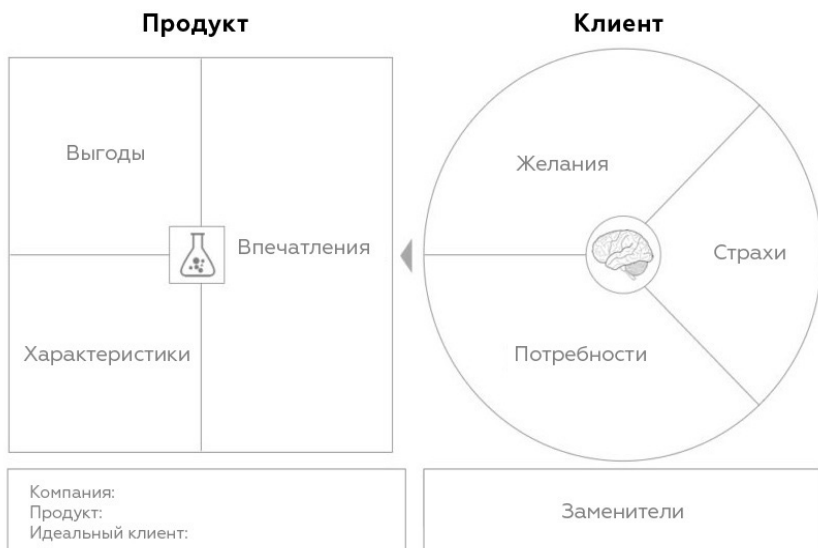 Продукт
Клиент
Выгоды
Желания
Впечатления
Страхи
Характеристики
Потребности
Компания:
Продукт:
Идеальный клиент:
Заменители